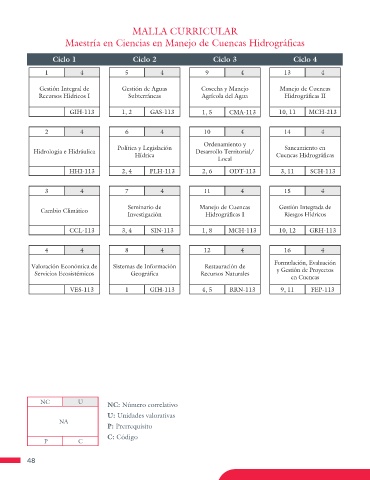 MALLA CURRICULAR
Maestría en Ciencias en Manejo de Cuencas Hidrográficas
Ciclo 1 Ciclo 2 Ciclo 3 Ciclo 4
1 4 5 4 9 4 13 4
Gestión Integral de Recursos Hídricos I
Gestión de Aguas Subterráneas
Cosecha y Manejo Agrícola del Agua
Manejo de Cuencas Hidrográficas II
GIH-113 1, 2 GAS-113 1, 5 CMA-113 10, 11 MCH-213
2 4 6 4 10 4 14 4
Hidrología e Hidráulica
Política y Legislación Hídrica
Ordenamiento y Desarrollo Territorial/ Local
Saneamiento en Cuencas Hidrográficas
HHI-113 2, 4 PLH-113 2, 6 ODT-113 3, 11 SCH-113
3 4 7 4 11 4 15 4
Cambio Climático
Seminario de Investigación
Manejo de Cuencas Hidrográficas I
Gestión Integrada de Riesgos Hídricos
CCL-113 3, 4 SIN-113 1, 8 MCH-113 10, 12 GRH-113
4 4 8 4 12 4 16 4
Valoración Económica de Servicios Ecosistémicos
Sistemas de Información Geográfica
Restauración de Recursos Naturales
Formulación, Evaluación y Gestión de Proyectos en Cuencas
VES-113 1 GIH-113 4, 5 RRN-113 9, 11 FEP-113
NC U
NA
P C
NC: Número correlativo
U: Unidades valorativas
P: Prerrequisito
C: Código
48